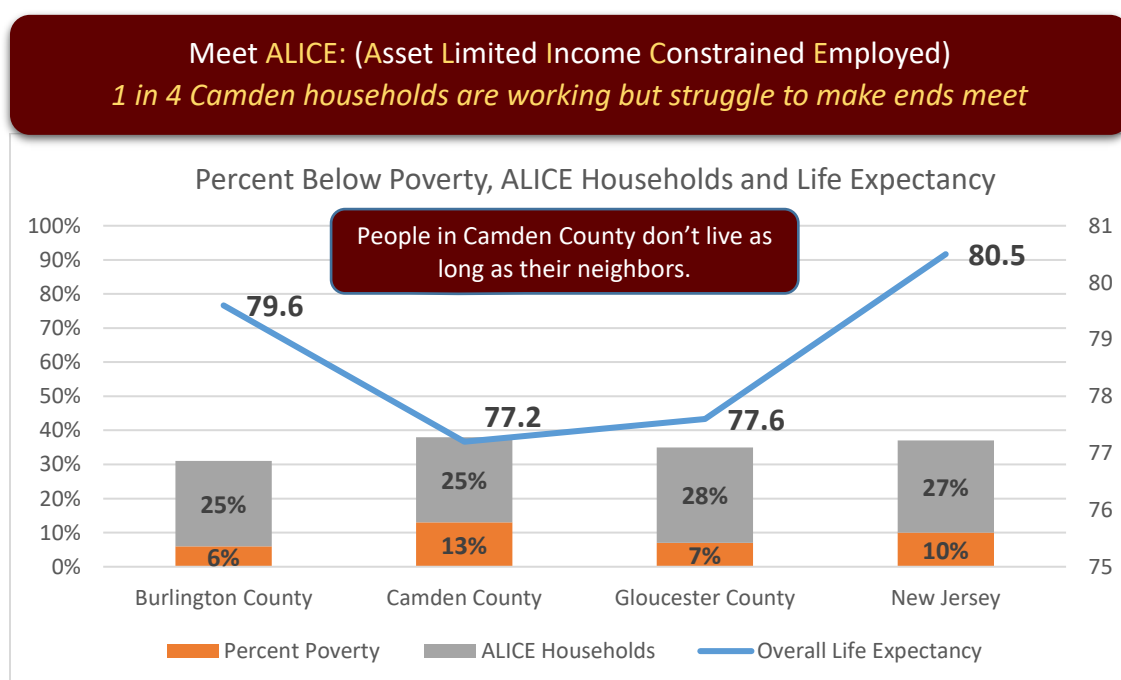 Meet ALICE: (Asset Limited Income Constrained Employed)
1 in 4 Camden households are working but struggle to make ends meet
Percent Below Poverty, ALICE Households and Life Expectancy
People in Camden County don’t live as
long as their neighbors.
100%
90%
80%
70%
60%
50%
40%
30%
20%
10%
0%
81
80
79
78
77
76
75
79.6
77.2
77.6
80.5
25%
25%
28%
27%
6%
13%
7%
10%
Burlington County
Camden County
Gloucester County
New Jersey
Percent Poverty
ALICE Households
Overall Life Expectancy